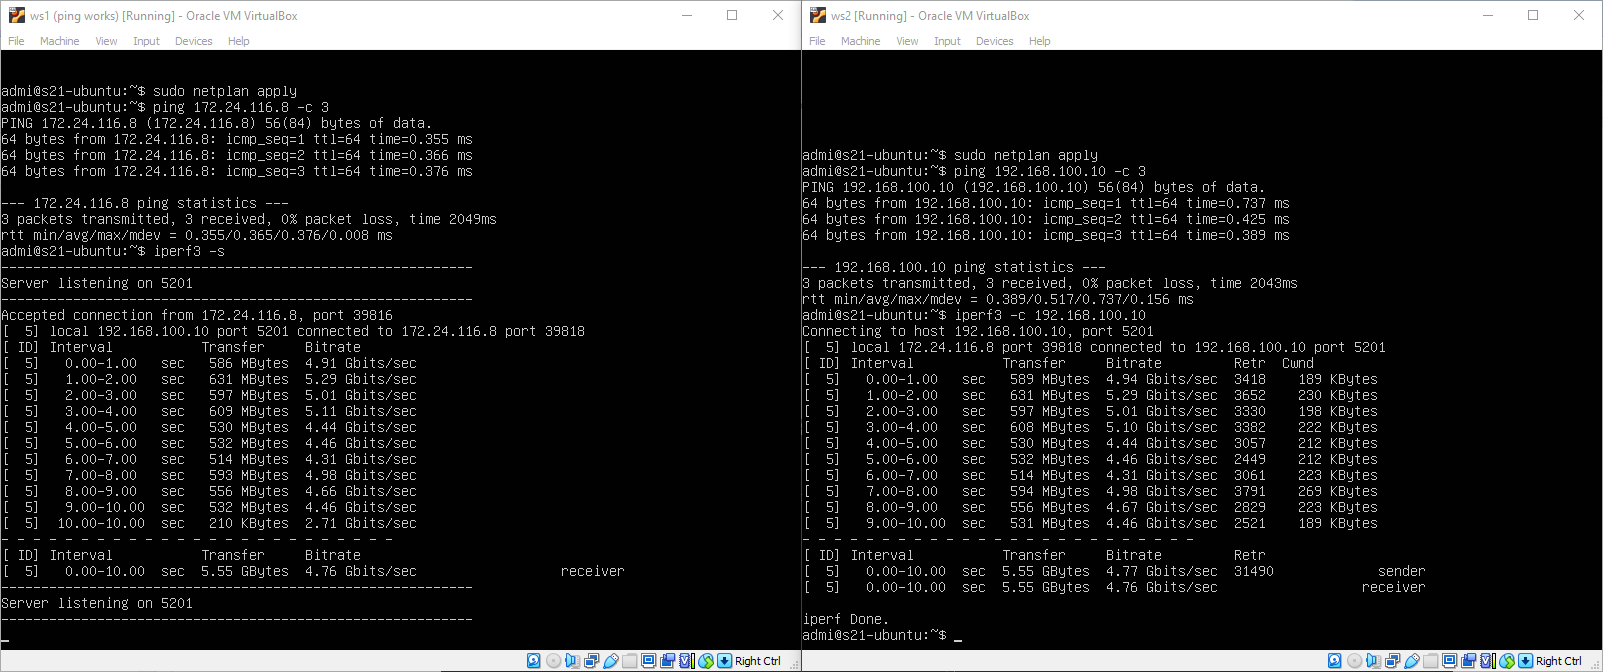 ws1 (ping works) [Running] - Oracle VM VirtualBox
File Machine View Input Devices Help
admi@s21-ubuntu:~$ sudo netplan apply
admi@s21-ubuntu:~$ ping 172.24.116.8 -c 3
PING 172.24.116.8 (172.24.116.8) 56(84) bytes of data.
64 bytes from 172.24.116.8: icmp_seq=1 ttl=64 time=0.355 ms
64 bytes from 172.24.116.8: icmp_seq=2 ttl=64 time=0.366 ms
64 bytes from 172.24.116.8: icmp_seq=3 ttl=64 time=0.376 ms
--- 172.24.116.8 ping statistics ---
3 packets transmitted, 3 received, 0% packet loss, time 2049ms
rtt min/avg/max/mdev = 0.355/0.365/0.376/0.008 ms
admi@s21-ubuntu:~$ iperf3 -s
-----------------------------------------------------------
Server listening on 5201
-----------------------------------------------------------
Accepted connection from 172.24.116.8, port 39816
[  5] local 192.168.100.10 port 5201 connected to 172.24.116.8 port 39818
[ ID] Interval           Transfer     Bitrate
[  5]   0.00-1.00   sec   586 MBytes  4.91 Gbits/sec
[  5]   1.00-2.00   sec   631 MBytes  5.29 Gbits/sec
[  5]   2.00-3.00   sec   597 MBytes  5.01 Gbits/sec
[  5]   3.00-4.00   sec   609 MBytes  5.11 Gbits/sec
[  5]   4.00-5.00   sec   530 MBytes  4.44 Gbits/sec
[  5]   5.00-6.00   sec   532 MBytes  4.46 Gbits/sec
[  5]   6.00-7.00   sec   514 MBytes  4.31 Gbits/sec
[  5]   7.00-8.00   sec   593 MBytes  4.98 Gbits/sec
[  5]   8.00-9.00   sec   556 MBytes  4.66 Gbits/sec
[  5]   9.00-10.00  sec   532 MBytes  4.46 Gbits/sec
[  5]  10.00-10.00  sec   210 KBytes  2.71 Gbits/sec
- - - - - - - - - - - - - - - - - - - - - - - - -
[ ID] Interval           Transfer     Bitrate
[  5]   0.00-10.00  sec  5.55 GBytes  4.76 Gbits/sec                  receiver
-----------------------------------------------------------
Server listening on 5201
-----------------------------------------------------------
_
Right Ctrl
ws2 [Running] - Oracle VM VirtualBox
File Machine View Input Devices Help
admi@s21-ubuntu:~$ sudo netplan apply
admi@s21-ubuntu:~$ ping 192.168.100.10 -c 3
PING 192.168.100.10 (192.168.100.10) 56(84) bytes of data.
64 bytes from 192.168.100.10: icmp_seq=1 ttl=64 time=0.737 ms
64 bytes from 192.168.100.10: icmp_seq=2 ttl=64 time=0.425 ms
64 bytes from 192.168.100.10: icmp_seq=3 ttl=64 time=0.389 ms
--- 192.168.100.10 ping statistics ---
3 packets transmitted, 3 received, 0% packet loss, time 2043ms
rtt min/avg/max/mdev = 0.389/0.517/0.737/0.156 ms
admi@s21-ubuntu:~$ iperf3 -c 192.168.100.10
Connecting to host 192.168.100.10, port 5201
[  5] local 172.24.116.8 port 39818 connected to 192.168.100.10 port 5201
[ ID] Interval           Transfer     Bitrate         Retr  Cwnd
[  5]   0.00-1.00   sec   589 MBytes  4.94 Gbits/sec  3418    189 KBytes
[  5]   1.00-2.00   sec   631 MBytes  5.29 Gbits/sec  3652    230 KBytes
[  5]   2.00-3.00   sec   597 MBytes  5.01 Gbits/sec  3330    198 KBytes
[  5]   3.00-4.00   sec   608 MBytes  5.10 Gbits/sec  3382    222 KBytes
[  5]   4.00-5.00   sec   530 MBytes  4.44 Gbits/sec  3057    212 KBytes
[  5]   5.00-6.00   sec   532 MBytes  4.46 Gbits/sec  2449    212 KBytes
[  5]   6.00-7.00   sec   514 MBytes  4.31 Gbits/sec  3061    223 KBytes
[  5]   7.00-8.00   sec   594 MBytes  4.98 Gbits/sec  3791    269 KBytes
[  5]   8.00-9.00   sec   556 MBytes  4.67 Gbits/sec  2829    223 KBytes
[  5]   9.00-10.00  sec   531 MBytes  4.46 Gbits/sec  2521    189 KBytes
- - - - - - - - - - - - - - - - - - - - - - - - -
[ ID] Interval           Transfer     Bitrate         Retr
[  5]   0.00-10.00  sec  5.55 GBytes  4.77 Gbits/sec  31490             sender
[  5]   0.00-10.00  sec  5.55 GBytes  4.76 Gbits/sec                  receiver
iperf Done.
admi@s21-ubuntu:~$ _
Right Ctrl